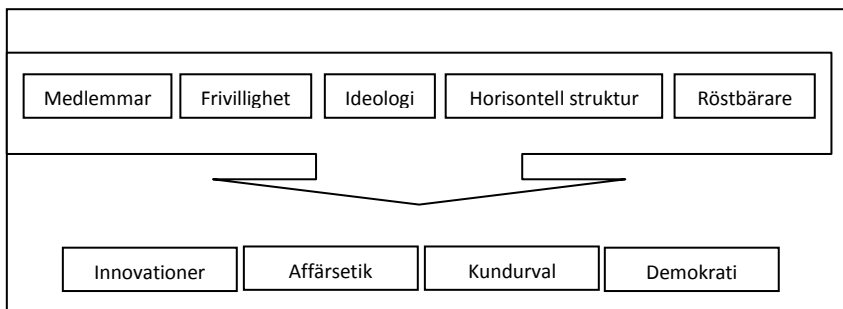 Medlemmar Frivillighet Ideologi Horisontell struktur Röstbärare
Innovationer Affärsetik Kundurval Demokrati